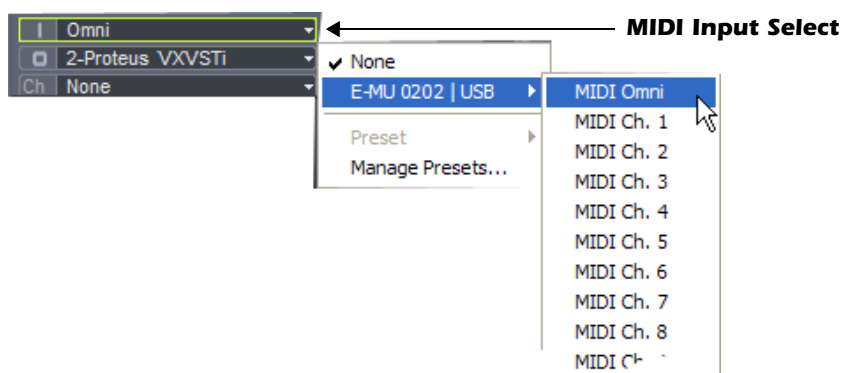 Omni
MIDI Input Select
2-Proteus VXVSTi
Ch None
None
E-MU 0202 | USB
Preset
Manage Presets...
MIDI Omni
MIDI Ch. 1
MIDI Ch. 2
MIDI Ch. 3
MIDI Ch. 4
MIDI Ch. 5
MIDI Ch. 6
MIDI Ch. 7
MIDI Ch. 8
MIDI